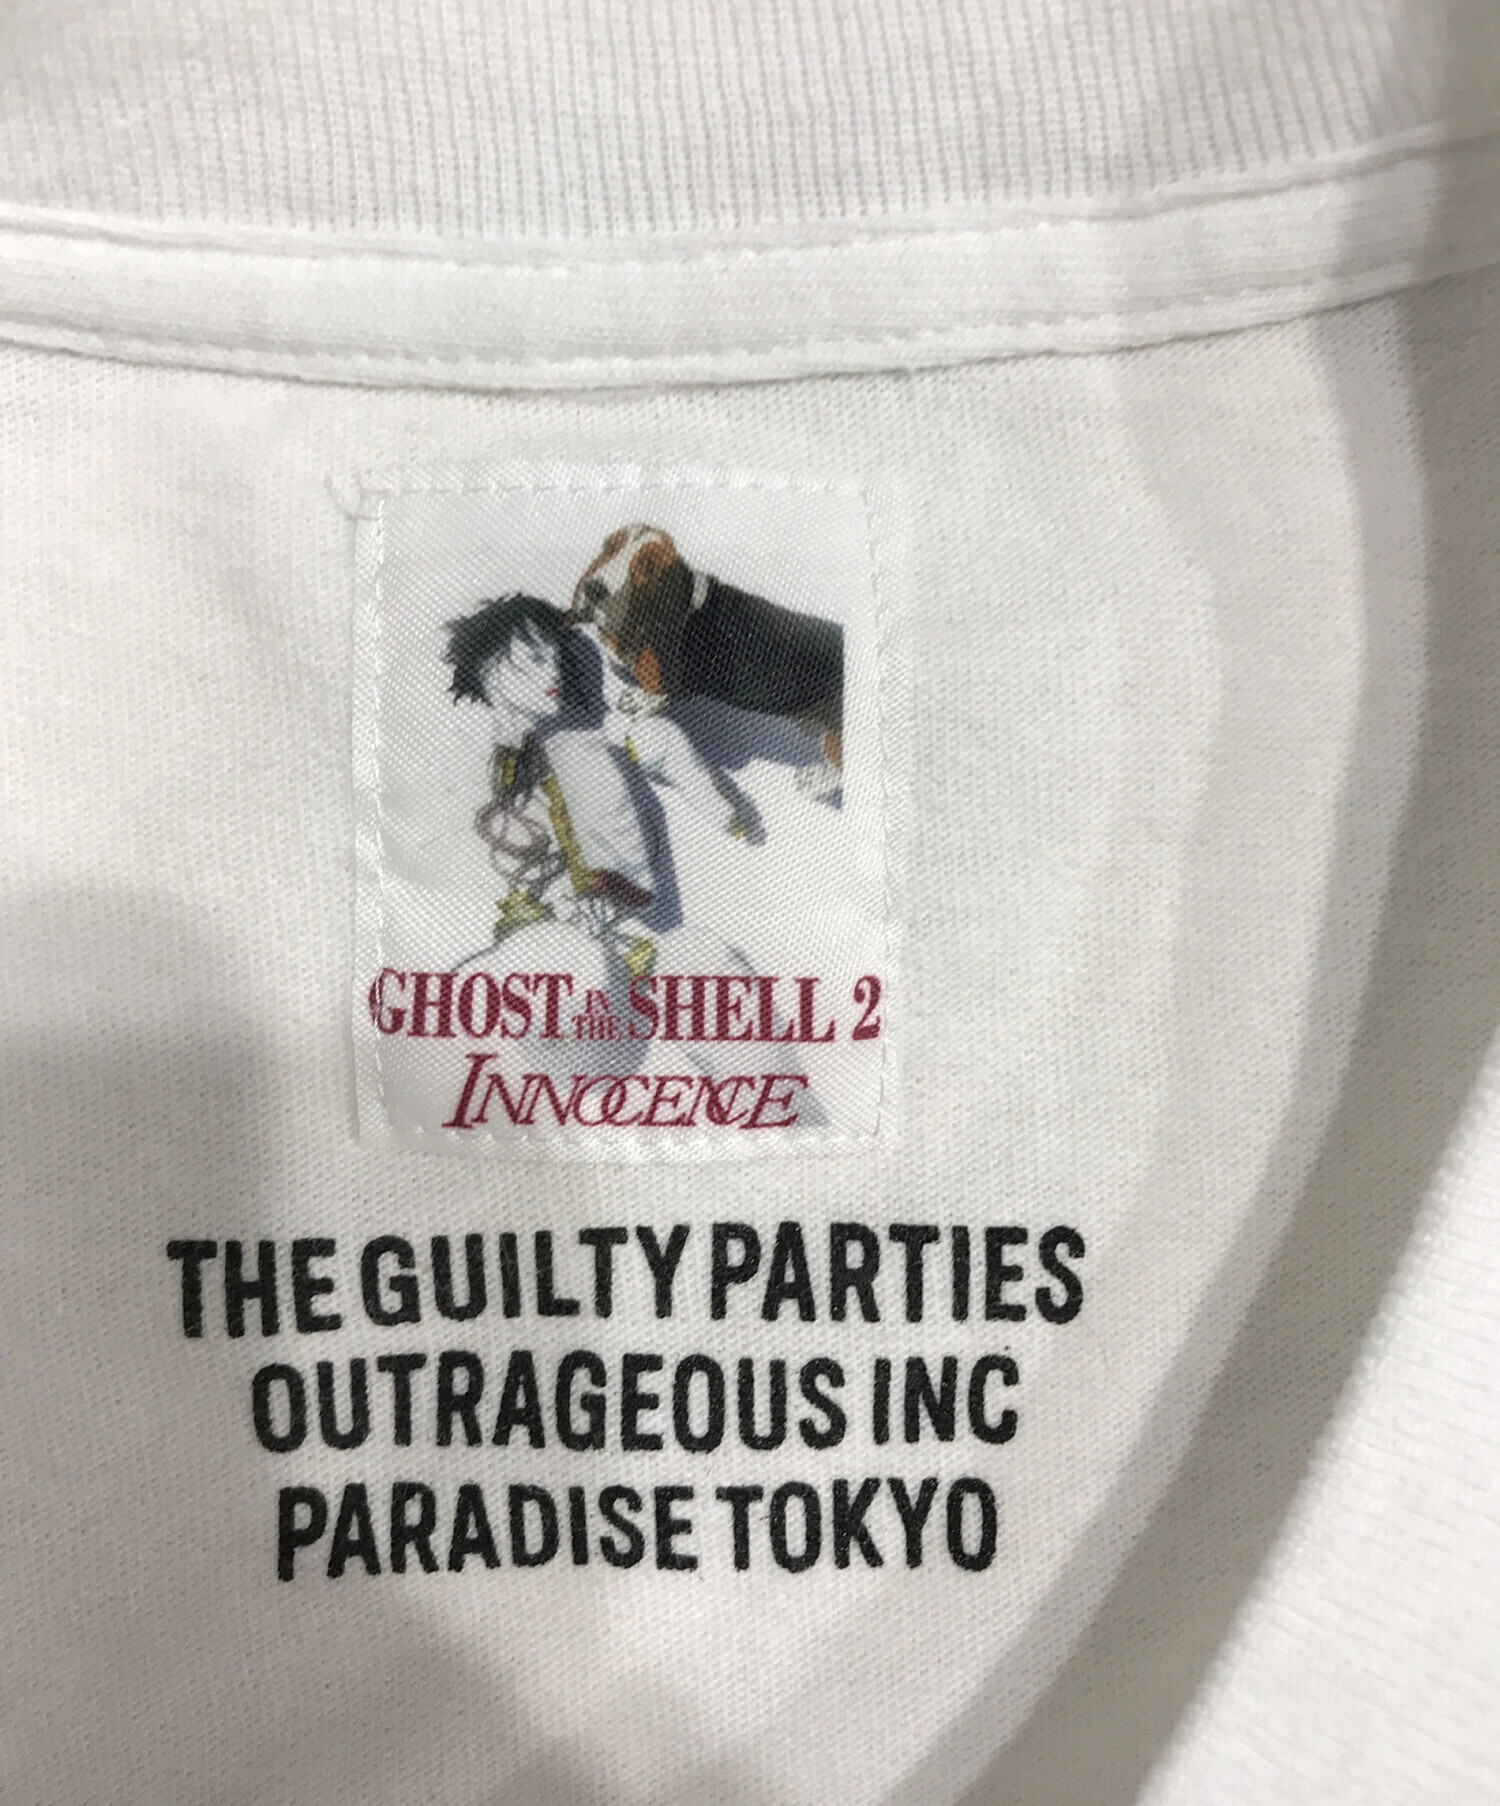 GHOST IN THE SHELL 2
INNOCENCE
THE GUILTY PARTIES
OUTRAGEOUS INC
PARADISE TOKYO